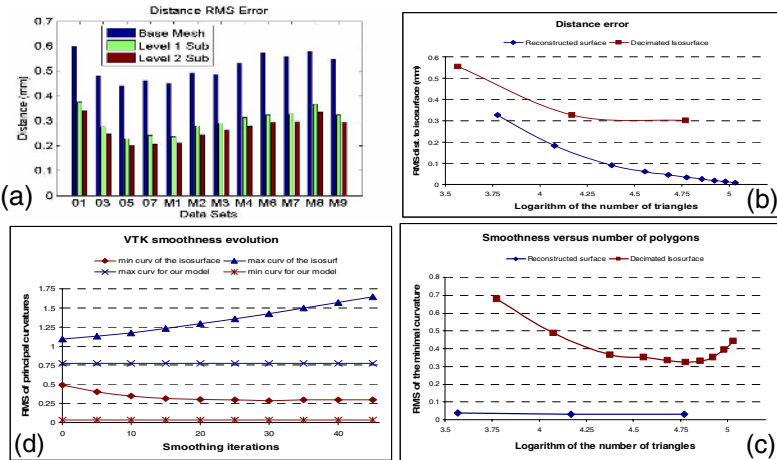 Distance RMS Error
0.7
0.6
0.5
0.4
0.3
0.2
0.1
0
Distance (mm)
Base Mesh
Level 1 Sub
Level 2 Sub
01 03 05 07 M1 M2 M3 M4 M6 M7 M8 M9
Data Sets
(a)
Distance error
Reconstructed surface
Decimated Isosurface
RMS dist. to isosurface (mm)
0.6
0.5
0.4
0.3
0.2
0.1
0
3.5 3.75 4 4.25 4.5 4.75 5
Logarithm of the number of triangles
(b)
VTK smoothness evolution
min curv of the isosurface
max curv of the isosurf
max curv for our model
min curv for our model
RMS of principal curvatures
1.75
1.5
1.25
1
0.75
0.5
0.25
0
0 10 20 30 40
Smoothing iterations
(d)
Smoothness versus number of polygons
Reconstructed surface
Decimated Isosurface
RMS of the minimal curvature
0.8
0.7
0.6
0.5
0.4
0.3
0.2
0.1
0
3.5 3.75 4 4.25 4.5 4.75 5
Logarithm of the number of triangles
(c)